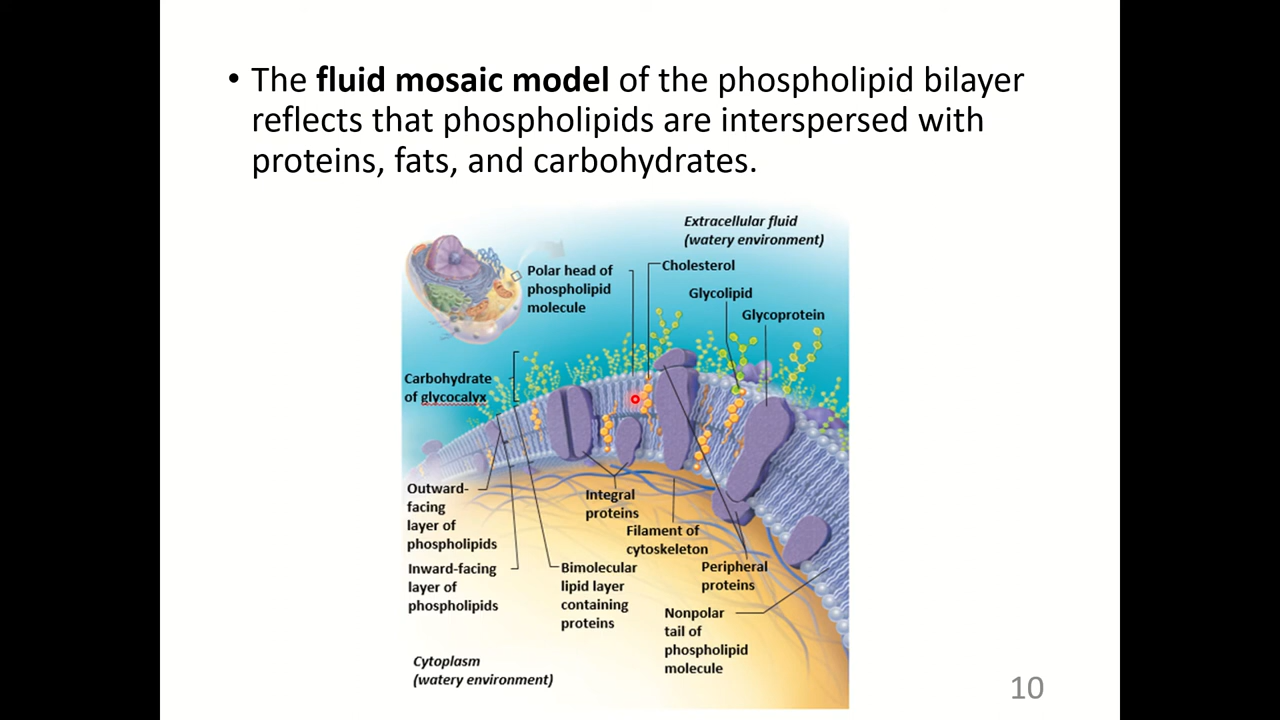 • The fluid mosaic model of the phospholipid bilayer
reflects that phospholipids are interspersed with
proteins, fats, and carbohydrates.
Extracellular fluid
(watery environment)
Polar head of
phospholipid
molecule
Cholesterol
Glycolipid
Glycoprotein
Carbohydrate
of glycocalyx
Outward-
facing
layer of
phospholipids
Integral
proteins
Filament of
cytoskeleton
Inward-facing
layer of
phospholipids
Bimolecular
lipid layer
containing
proteins
Peripheral
proteins
Nonpolar
tail of
phospholipid
molecule
Cytoplasm
(watery environment)
10